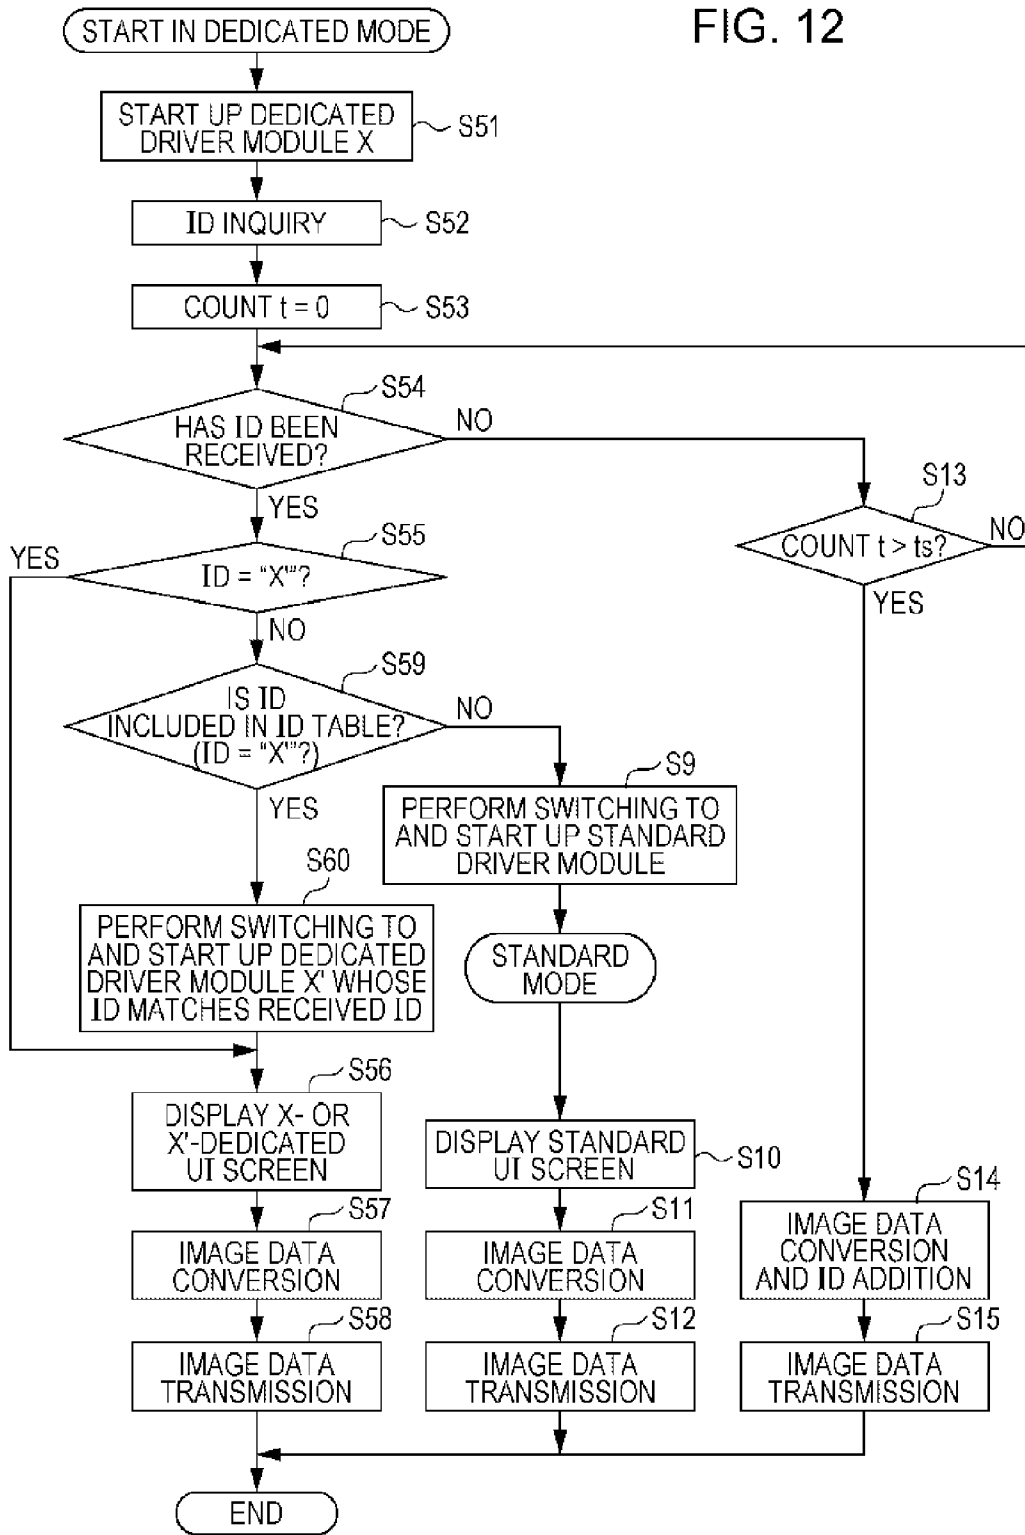 FIG. 12
START IN DEDICATED MODE
START UP DEDICATED
DRIVER MODULE X
S51
ID INQUIRY
S52
COUNT t = 0
S53
S54
HAS ID BEEN
RECEIVED?
NO
YES
S13
COUNT t > ts?
NO
YES
S55
YES
ID = "X"?
NO
S59
IS ID
INCLUDED IN ID TABLE?
(ID = "X'"?)
NO
YES
S9
PERFORM SWITCHING TO
AND START UP STANDARD
DRIVER MODULE
S60
PERFORM SWITCHING TO
AND START UP DEDICATED
DRIVER MODULE X' WHOSE
ID MATCHES RECEIVED ID
STANDARD
MODE
S56
DISPLAY X- OR
X'-DEDICATED
UI SCREEN
DISPLAY STANDARD
UI SCREEN
S10
S57
IMAGE DATA
CONVERSION
S11
IMAGE DATA
CONVERSION
S14
IMAGE DATA
CONVERSION
AND ID ADDITION
S58
IMAGE DATA
TRANSMISSION
S12
IMAGE DATA
TRANSMISSION
S15
IMAGE DATA
TRANSMISSION
END